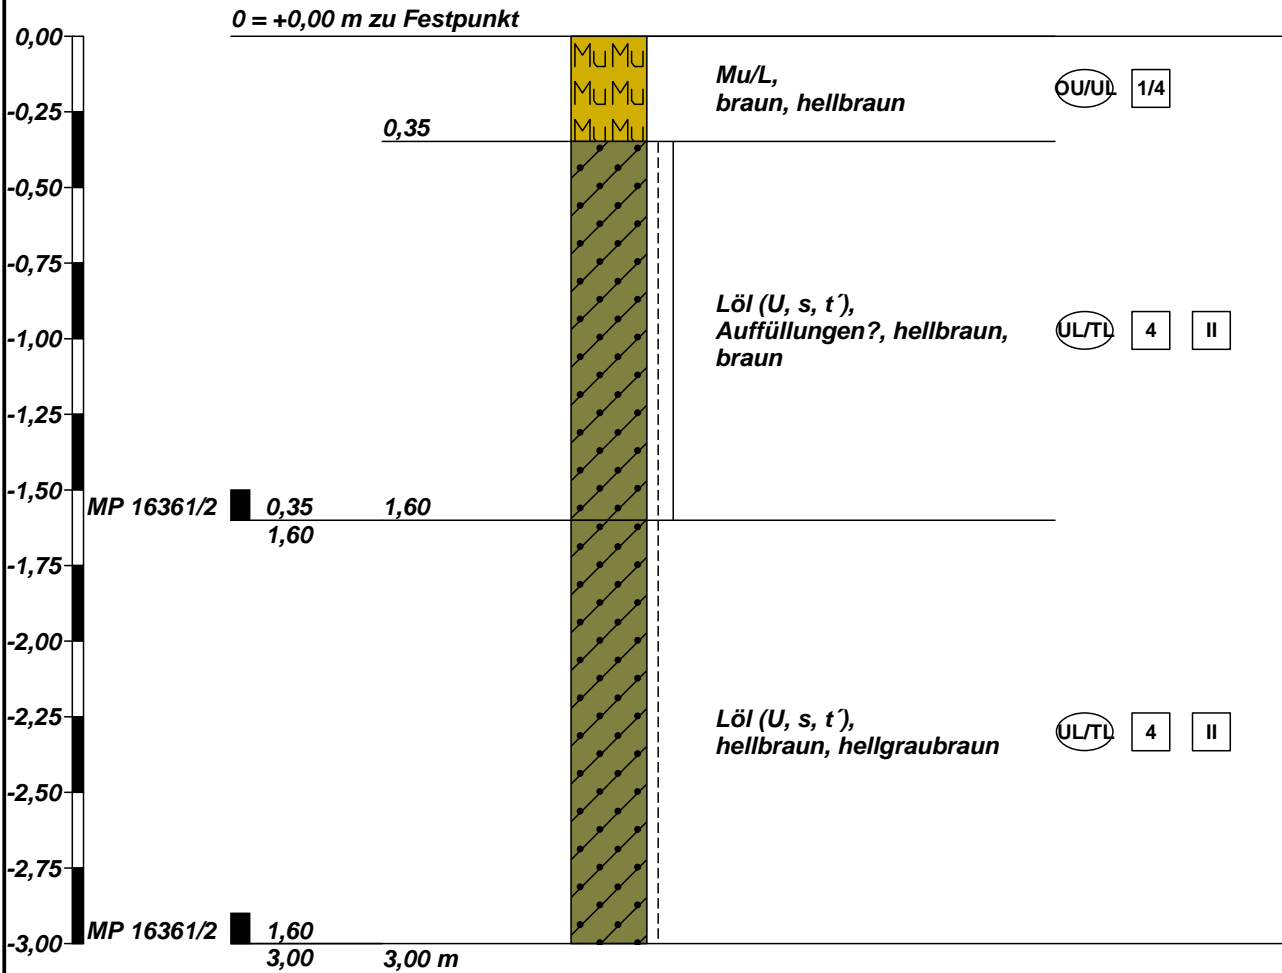 0 = +0,00 m zu Festpunkt
0,00
Mu Mu
Mu/L,
braun, hellbraun
OU/UL 1/4
Mu Mu
-0,25
0,35
Mu Mu
-0,50
-0,75
Löl (U, s, t´),
Auffüllungen?, hellbraun,
braun
UL/TL 4 II
-1,00
-1,25
-1,50
MP 16361/2 0,35 1,60
1,60
-1,75
-2,00
-2,25
Löl (U, s, t´),
hellbraun, hellgraubraun
UL/TL 4 II
-2,50
-2,75
MP 16361/2 1,60
-3,00
3,00 3,00 m